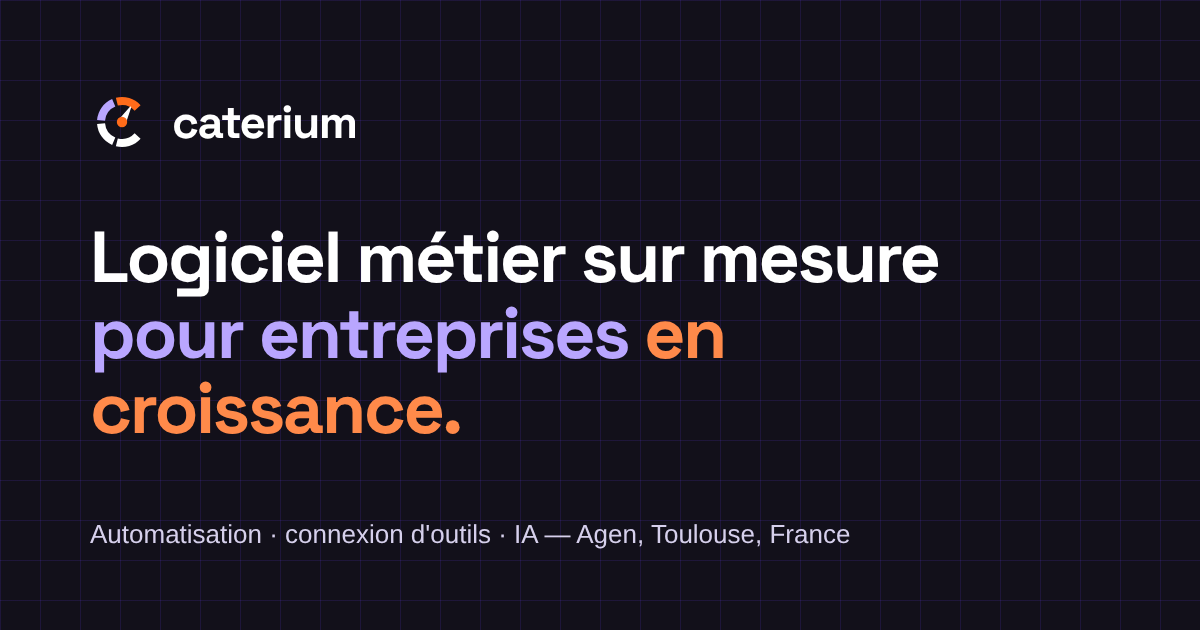 caterium
Logiciel métier sur mesure
pour entreprises en
croissance.
Automatisation · connexion d'outils · IA — Agen, Toulouse, France